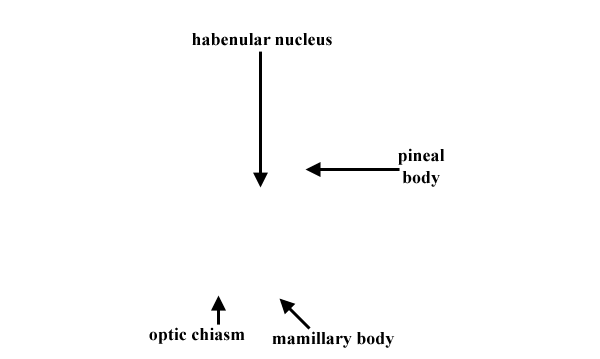 habenular nucleus
pineal
body
optic chiasm
mamillary body